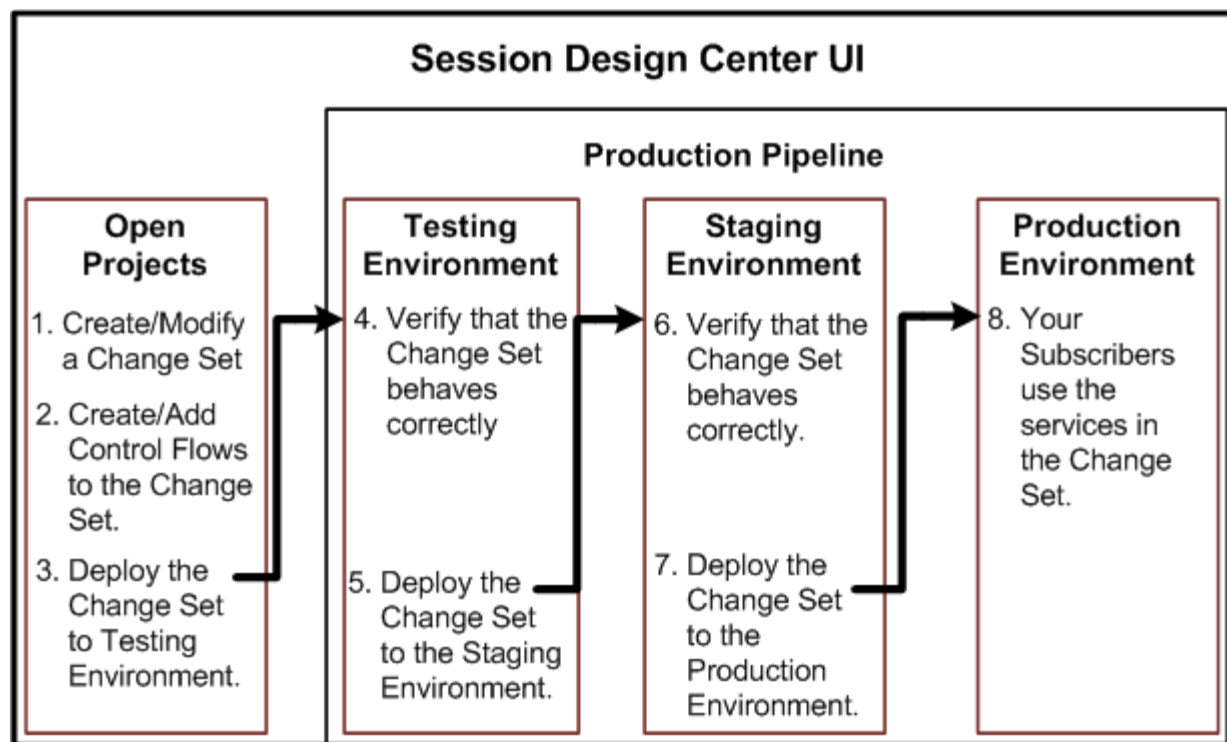 Session Design Center UI
Production Pipeline
Open
Projects
1. Create/Modify
a Change Set
2. Create/Add
Control Flows
to the Change
Set.
3. Deploy the
Change Set
to Testing
Environment.
Testing
Environment
4. Verify that the
Change Set
behaves
correctly
5. Deploy the
Change Set
to the Staging
Environment.
Staging
Environment
6. Verify that the
Change Set
behaves
correctly.
7. Deploy the
Change Set
to the
Production
Environment.
Production
Environment
8. Your
Subscribers
use the
services in
the Change
Set.